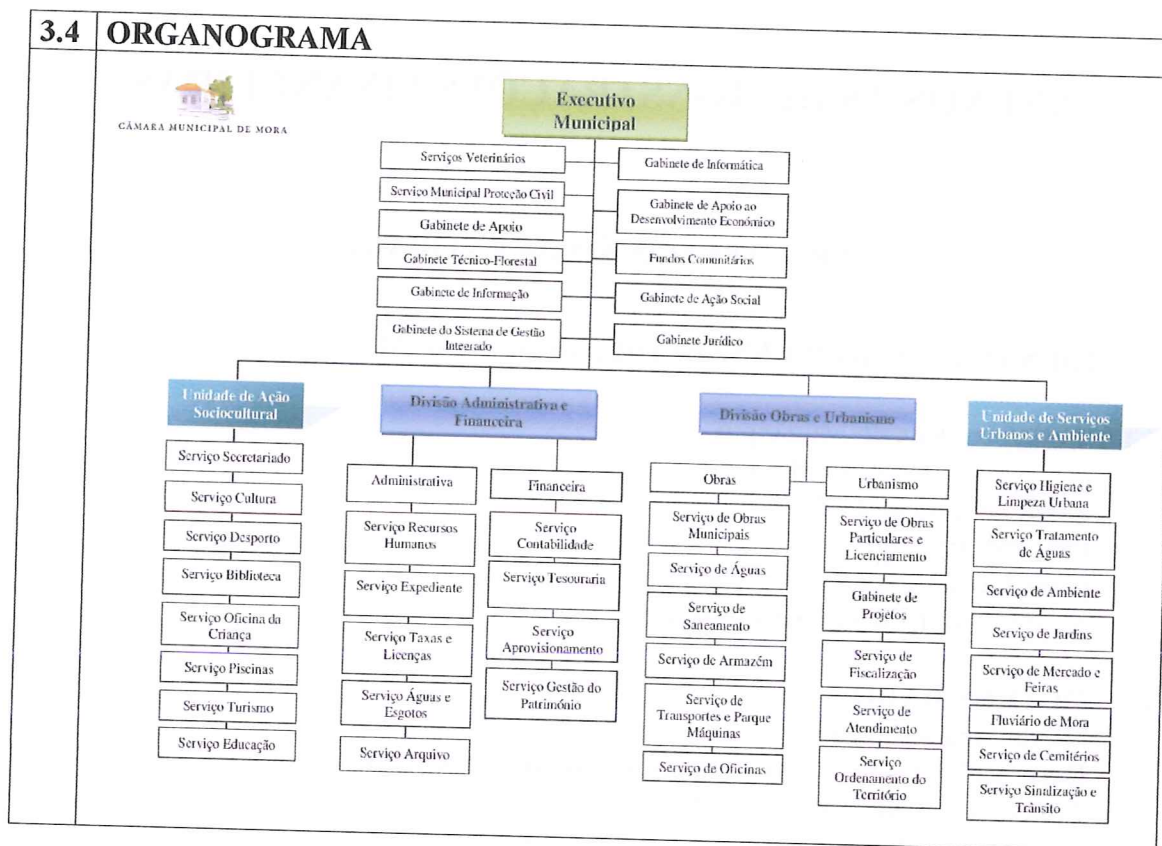 3.4 ORGANOGRAMA
CÂMARA MUNICIPAL DE MORA
Executivo
Municipal
Serviços Veterinários
Gabinete de Informática
Serviço Municipal Proteção Civil
Gabinete de Apoio ao
Desenvolvimento Económico
Gabinete de Apoio
Gabinete Técnico-Florestal
Fundos Comunitários
Gabinete de Informação
Gabinete de Ação Social
Gabinete do Sistema de Gestão
Integrado
Gabinete Jurídico
Unidade de Ação
Sociocultural
Serviço Secretariado
Serviço Cultura
Serviço Desporto
Serviço Biblioteca
Serviço Oficina da
Criança
Serviço Piscinas
Serviço Turismo
Serviço Educação
Divisão Administrativa e
Financeira
Administrativa
Serviço Recursos
Humanos
Serviço Expediente
Serviço Taxas e
Licenças
Serviço Águas e
Esgotos
Serviço Arquivo
Financeira
Serviço
Contabilidade
Serviço Tesouraria
Serviço
Aprovisionamento
Serviço Gestão do
Património
Divisão Obras e Urbanismo
Obras
Serviço de Obras
Municipais
Serviço de Águas
Serviço de
Saneamento
Serviço de Armazém
Serviço de
Transportes e Parque
Máquinas
Serviço de Oficinas
Urbanismo
Serviço de Obras
Particulares e
Licenciamento
Gabinete de
Projetos
Serviço de
Fiscalização
Serviço de
Atendimento
Serviço
Ordenamento do
Território
Unidade de Serviços
Urbanos e Ambiente
Serviço Higiene e
Limpeza Urbana
Serviço Tratamento
de Águas
Serviço de Ambiente
Serviço de Jardins
Serviço de Mercado e
Feiras
Fluviário de Mora
Serviço de Cemitérios
Serviço Sinalização e
Trânsito